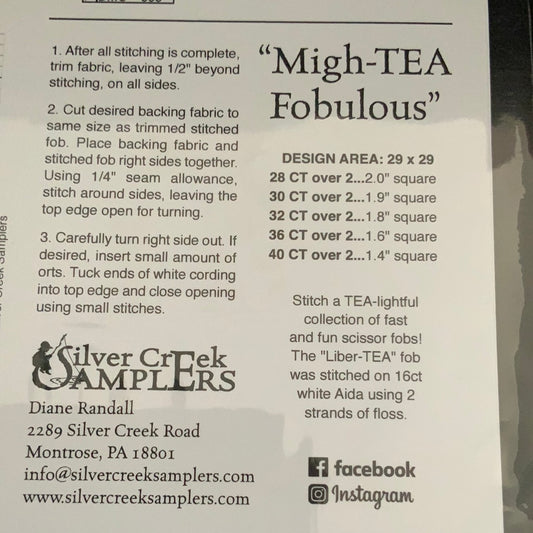 1. After all stitching is complete,
trim fabric, leaving 1/2" beyond
stitching, on all sides.
2. Cut desired backing fabric to
same size as trimmed stitched
fob. Place backing fabric and
stitched fob right sides together.
Using 1/4" seam allowance,
stitch around sides, leaving the
top edge open for turning.
3. Carefully turn right side out. If
desired, insert small amount of
orts. Tuck ends of white cording
into top edge and close opening
using small stitches.
Silver Creek
SAMPLERS
Diane Randall
2289 Silver Creek Road
Montrose, PA 18801
info@silvercreeksamplers.com
www.silvercreeksamplers.com
“Migh-TEA
Fobulous”
DESIGN AREA: 29 x 29
28 CT over 2...2.0" square
30 CT over 2...1.9" square
32 CT over 2...1.8" square
36 CT over 2...1.6" square
40 CT over 2...1.4" square
Stitch a TEA-lightful
collection of fast
and fun scissor fobs!
The "Liber-TEA" fob
was stitched on 16ct
white Aida using 2
strands of floss.
facebook
Instagram
Creek Samplers